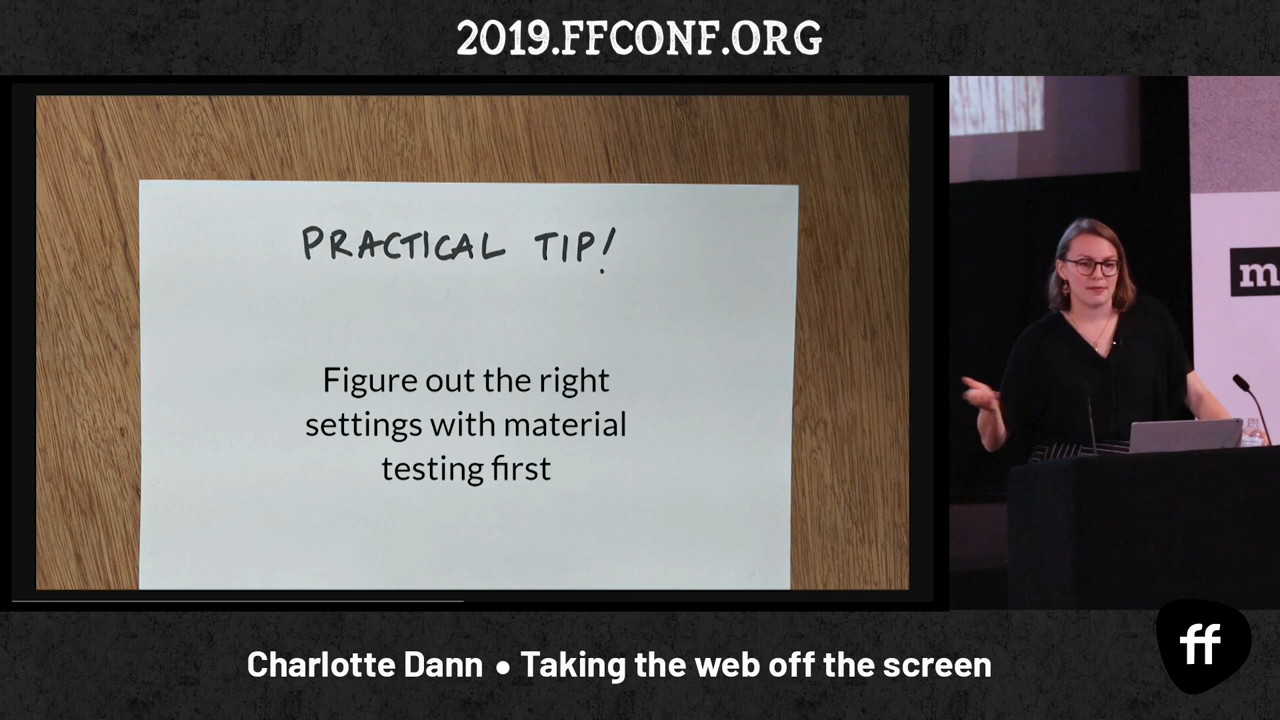 2019.FFCONF.ORG
PRACTICAL TIP!
Figure out the right
settings with material
testing first
m
Charlotte Dann • Taking the web off the screen
ff